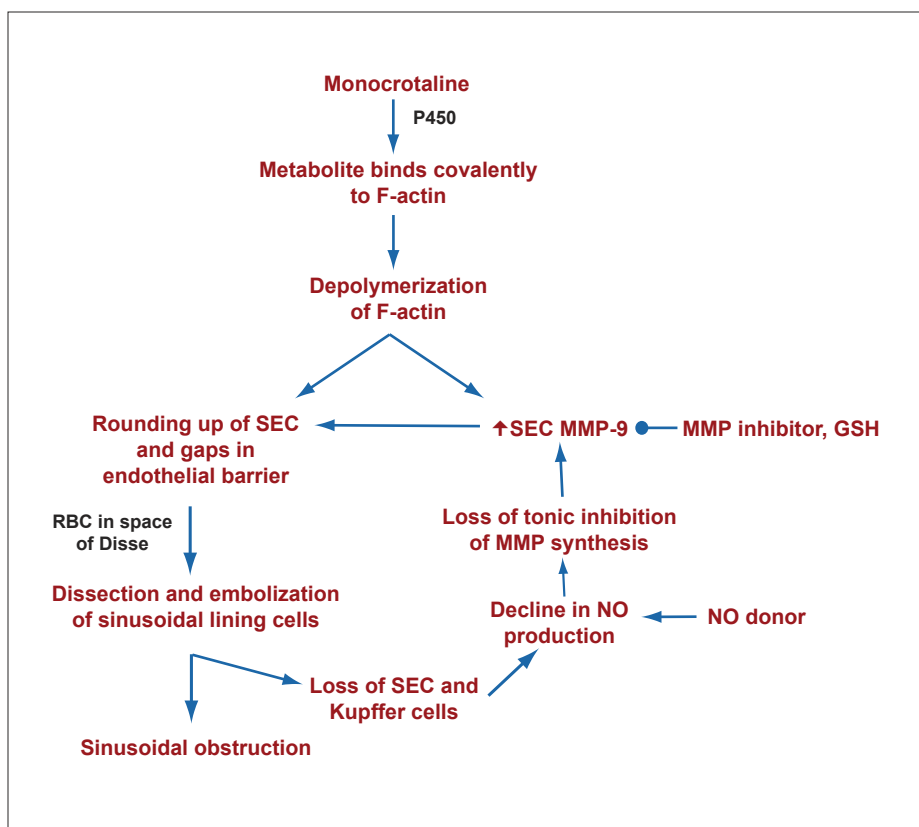 Monocrotaline
P450
Metabolite binds covalently
to F-actin
Depolymerization
of F-actin
Rounding up of SEC
and gaps in
endothelial barrier
↑SEC MMP-9
MMP inhibitor, GSH
RBC in space
of Disse
Loss of tonic inhibition
of MMP synthesis
Dissection and embolization
of sinusoidal lining cells
Decline in NO
production
NO donor
Loss of SEC and
Kupffer cells
Sinusoidal obstruction